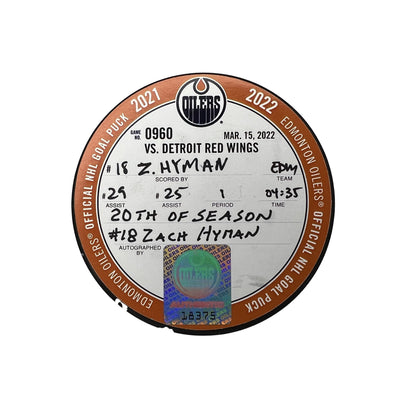 EDMONTON OILERS® OFFICIAL NHL GOAL PUCK 2021
2022 EDMONTON OILERS® OFFICIAL NHL GOAL PUCK
OILERS
GAME NO. 0960 MAR. 15, 2022
VS. DETROIT RED WINGS
#18 Z. HYMAN EDM
SCORED BY TEAM
.29 .25 1 04:35
ASSIST ASSIST PERIOD TIME
20TH OF SEASON
#18 ZACH HYMAN
AUTOGRAPHED BY
OILERS
18375